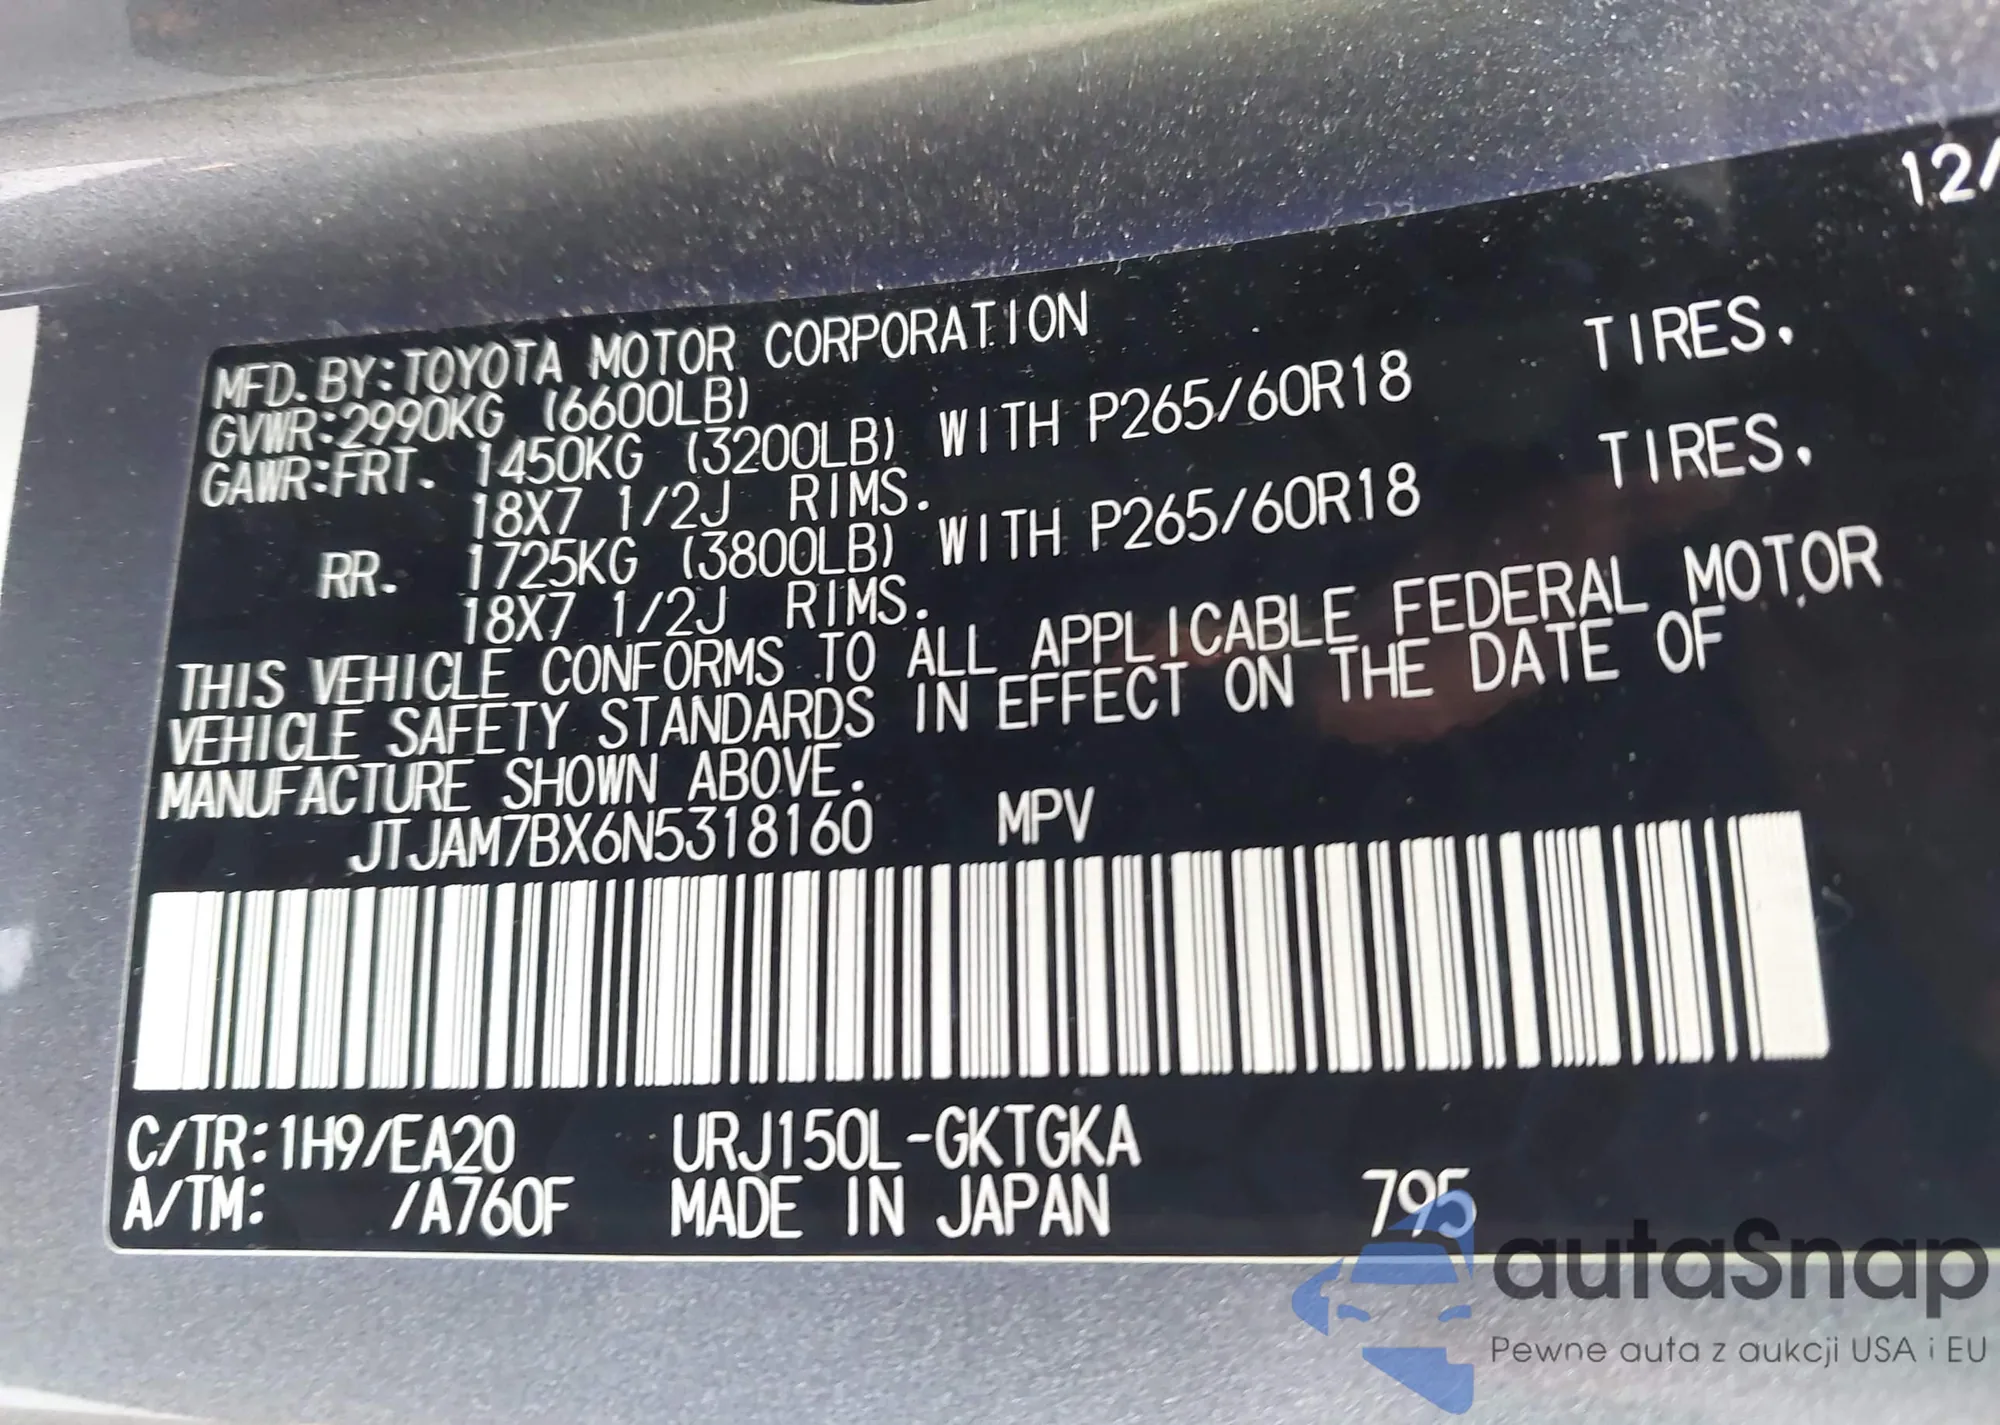 12/
MFD. BY: TOYOTA MOTOR CORPORATION
GVWR: 2990KG (6600LB)
GAWR: FRT. 1450KG (3200LB) WITH P265/60R18 TIRES,
18X7 1/2J RIMS.
RR. 1725KG (3800LB) WITH P265/60R18 TIRES,
18X7 1/2J RIMS.
THIS VEHICLE CONFORMS TO ALL APPLICABLE FEDERAL MOTOR
VEHICLE SAFETY STANDARDS IN EFFECT ON THE DATE OF
MANUFACTURE SHOWN ABOVE.
JTJAM7BX6N5318160 MPV
C/TR: 1H9/EA20 URJ150L-GKTGKA
A/TM: /A760F MADE IN JAPAN 795
autoSnap
Pewne auta z aukcji USA i EU